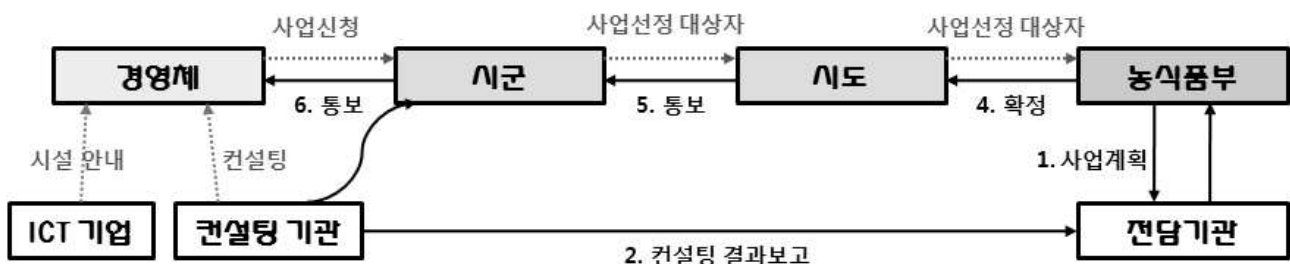 사업신청
사업선정 대상자
사업선정 대상자
경영체
시군
시도
농식품부
6. 통보
5. 통보
4. 확정
시설 안내
컨설팅
1. 사업계획
ICT 기업
컨설팅 기관
전담기관
2. 컨설팅 결과보고